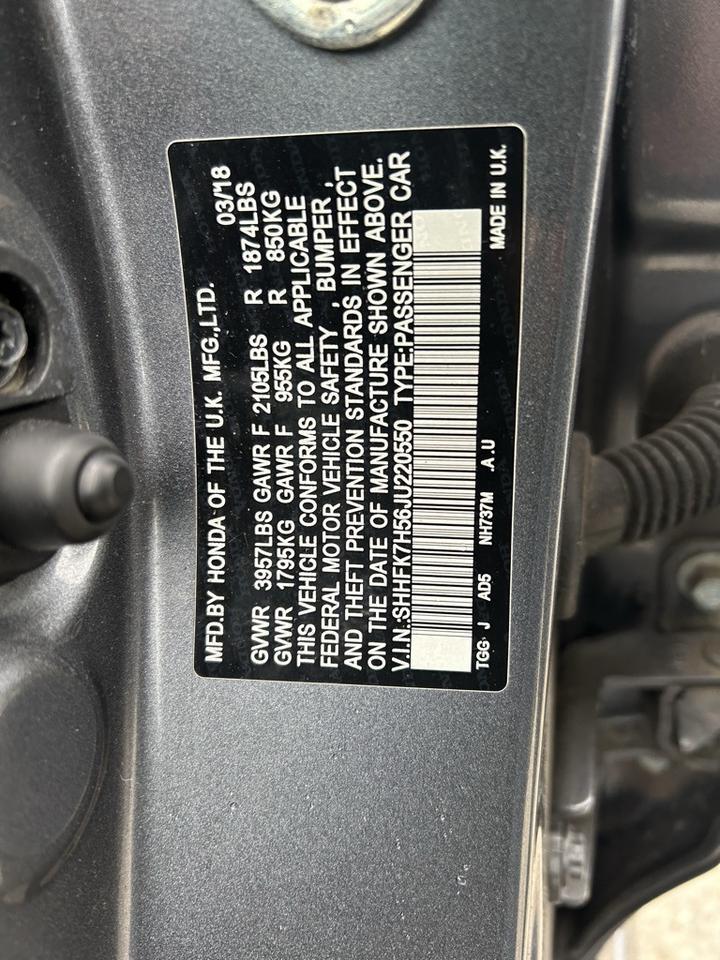 MFD.BY HONDA OF THE U.K. MFG.,LTD. 03/18
GVWR 3957LBS GAWR F 2105LBS R 1874LBS
GVWR 1795KG GAWR F 955KG R 850KG
THIS VEHICLE CONFORMS TO ALL APPLICABLE
FEDERAL MOTOR VEHICLE SAFETY , BUMPER ,
AND THEFT PREVENTION STANDARDS IN EFFECT
ON THE DATE OF MANUFACTURE SHOWN ABOVE.
V.I.N.:SHHFK7H56JU220550 TYPE:PASSENGER CAR
TGG J AD5 NH737M .A.U MADE IN U.K.